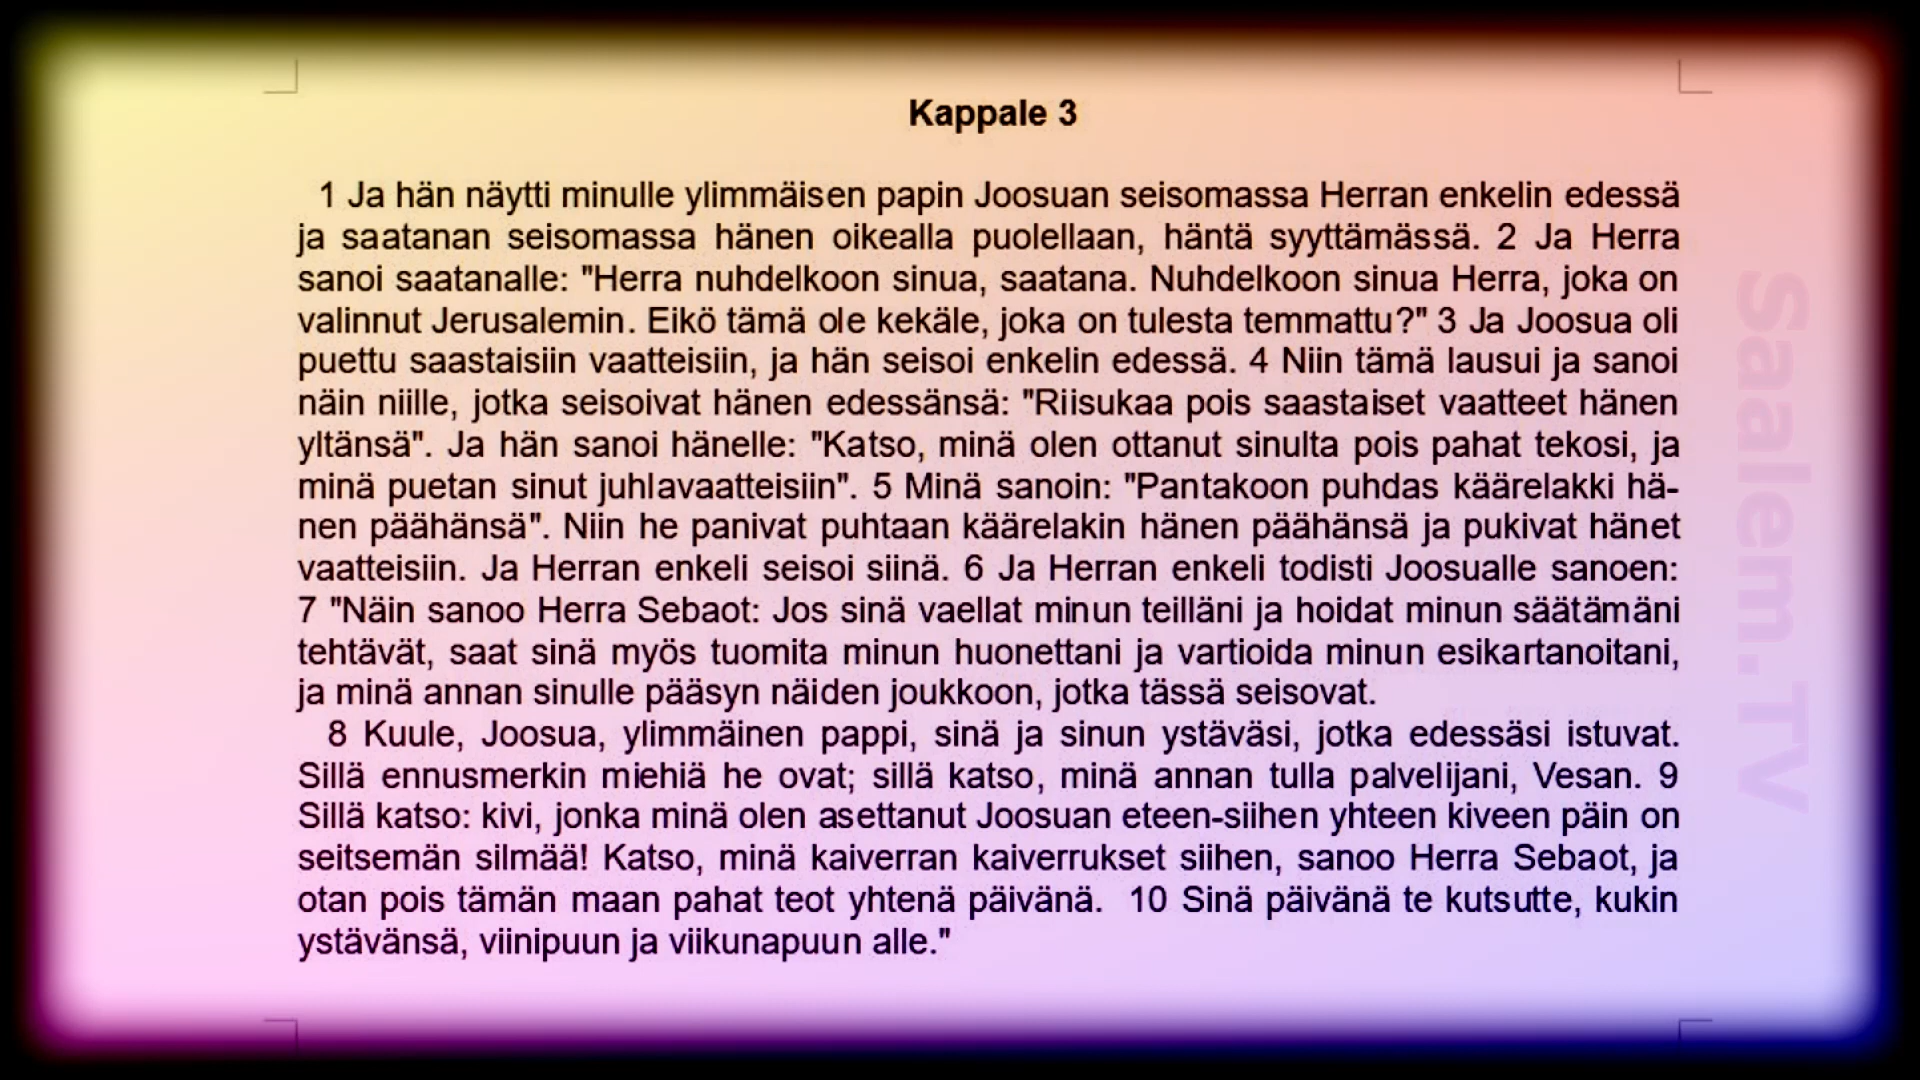 Kappale 3
1 Ja hän näytti minulle ylimmäisen papin Joosuan seisomassa Herran enkelin edessä
ja saatanan seisomassa hänen oikealla puolellaan, häntä syyttämässä. 2 Ja Herra
sanoi saatanalle: "Herra nuhdelkoon sinua, saatana. Nuhdelkoon sinua Herra, joka on
valinnut Jerusalemin. Eikö tämä ole kekäle, joka on tulesta temmattu?" 3 Ja Joosua oli
puettu saastaisiin vaatteisiin, ja hän seisoi enkelin edessä. 4 Niin tämä lausui ja sanoi
näin niille, jotka seisoivat hänen edessänsä: "Riisukaa pois saastaiset vaatteet hänen
yltänsä". Ja hän sanoi hänelle: "Katso, minä olen ottanut sinulta pois pahat tekosi, ja
minä puetan sinut juhlavaatteisiin". 5 Minä sanoin: "Pantakoon puhdas käärelakki hä-
nen päähänsä". Niin he panivat puhtaan käärelakin hänen päähänsä ja pukivat hänet
vaatteisiin. Ja Herran enkeli seisoi siinä. 6 Ja Herran enkeli todisti Joosualle sanoen:
7 "Näin sanoo Herra Sebaot: Jos sinä vaellat minun teilläni ja hoidat minun säätämäni
tehtävät, saat sinä myös tuomita minun huonettani ja vartioida minun esikartanoitani,
ja minä annan sinulle pääsyn näiden joukkoon, jotka tässä seisovat.
8 Kuule, Joosua, ylimmäinen pappi, sinä ja sinun ystäväsi, jotka edessäsi istuvat.
Sillä ennusmerkin miehiä he ovat; sillä katso, minä annan tulla palvelijani, Vesan. 9
Sillä katso: kivi, jonka minä olen asettanut Joosuan eteen-siihen yhteen kiveen päin on
seitsemän silmää! Katso, minä kaiverran kaiverrukset siihen, sanoo Herra Sebaot, ja
otan pois tämän maan pahat teot yhtenä päivänä. 10 Sinä päivänä te kutsutte, kukin
ystävänsä, viinipuun ja viikunapuun alle."
Saalem.TV